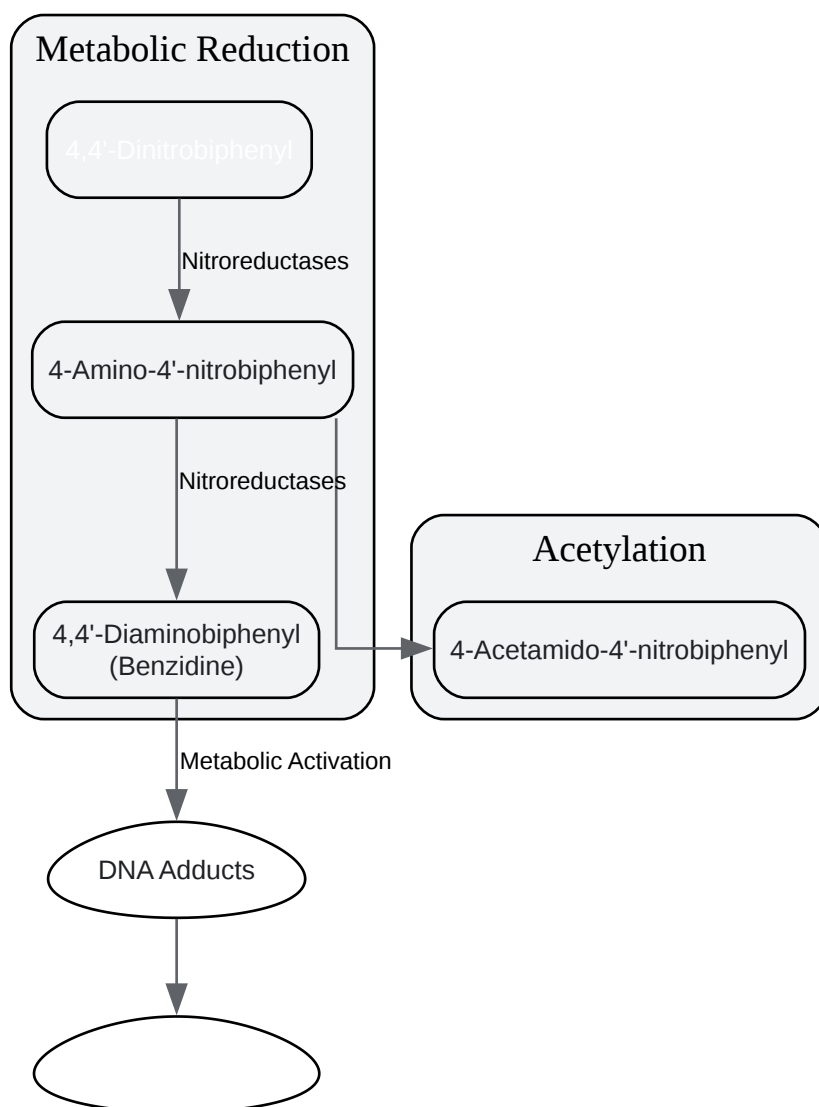 Metabolic Reduction
4,4'-Dinitrobiphenyl
Nitroreductases
4-Amino-4'-nitrobiphenyl
Nitroreductases
Acetylation
4,4'-Diaminobiphenyl
(Benzidine)
4-Acetamido-4'-nitrobiphenyl
Metabolic Activation
DNA Adducts